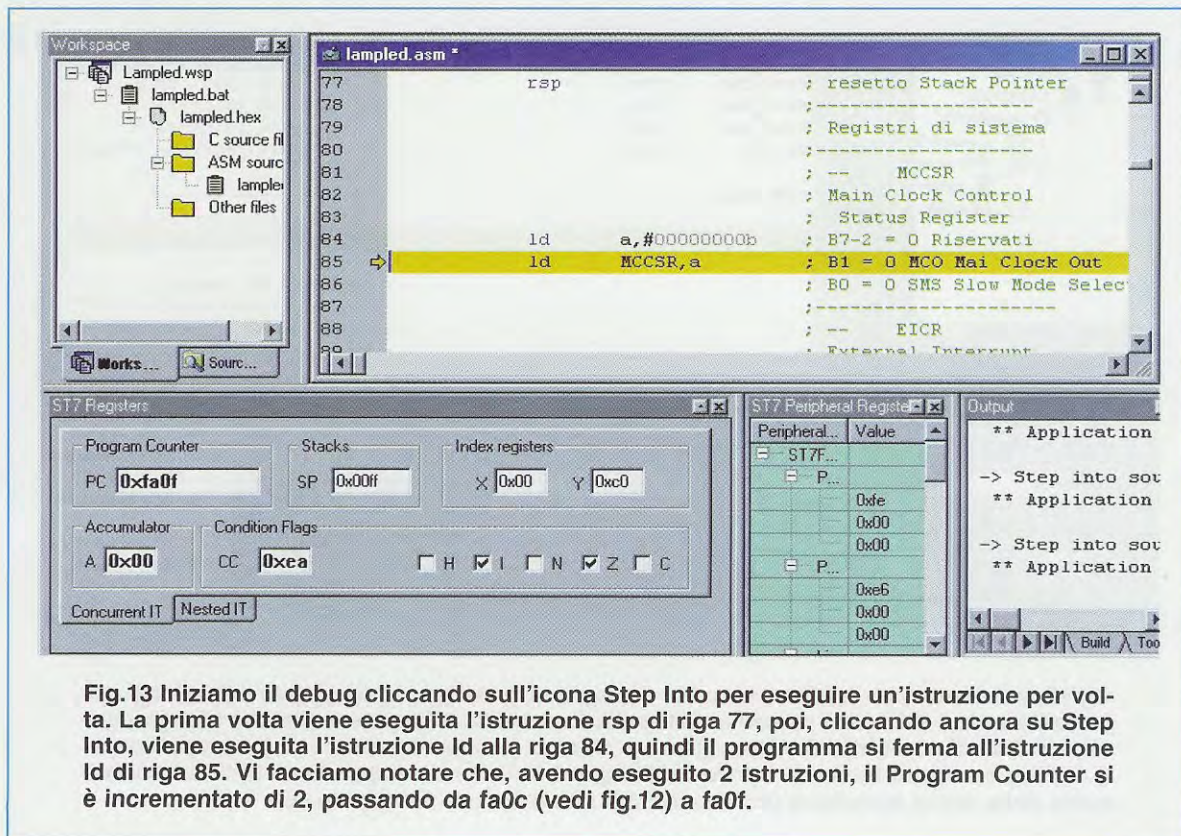 Workspace
Lampled.wsp
lampled.bat
lampled.hex
C source fil
ASM sourc
lample
Other files
Works...
Sourc...
lampled.asm *
77 rsp ; resetto Stack Pointer
78 ;-------------------
79 ; Registri di sistema
80 ;-------------------
81 ; -- MCCSR
82 ; Main Clock Control
83 ; Status Register
84 ld a,#00000000b ; B7-2 = 0 Riservati
85 ld MCCSR,a ; B1 = 0 MCO Mai Clock Out
86 ; B0 = 0 SMS Slow Mode Selec
87 ;---------------------
88 ; -- EICR
89 ; External Interrupt
ST7 Registers
Program Counter
PC 0xfa0f
Stacks
SP 0x00ff
Index registers
X 0x00 Y 0xc0
Accumulator
A 0x00
Condition Flags
CC 0xea H I N Z C
Concurrent IT
Nested IT
ST7 Peripheral Registe
Peripheral... Value
ST7F...
P...
0xfe
0x00
0x00
P...
0xe6
0x00
0x00
Output
** Application
-> Step into sou
** Application
-> Step into sou
** Application
Build
Too
Fig.13 Iniziamo il debug cliccando sull'icona Step Into per eseguire un'istruzione per vol-
ta. La prima volta viene eseguita l'istruzione rsp di riga 77, poi, cliccando ancora su Step
Into, viene eseguita l'istruzione ld alla riga 84, quindi il programma si ferma all'istruzione
ld di riga 85. Vi facciamo notare che, avendo eseguito 2 istruzioni, il Program Counter si
è incrementato di 2, passando da fa0c (vedi fig.12) a fa0f.